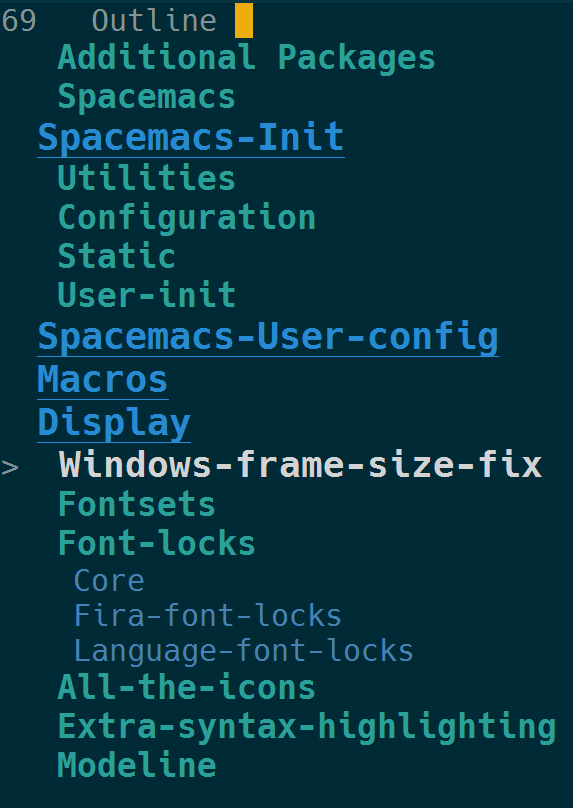 69 Outline
Additional Packages
Spacemacs
Spacemacs-Init
Utilities
Configuration
Static
User-init
Spacemacs-User-config
Macros
Display
> Windows-frame-size-fix
Fontsets
Font-locks
Core
Fira-font-locks
Language-font-locks
All-the-icons
Extra-syntax-highlighting
Modeline